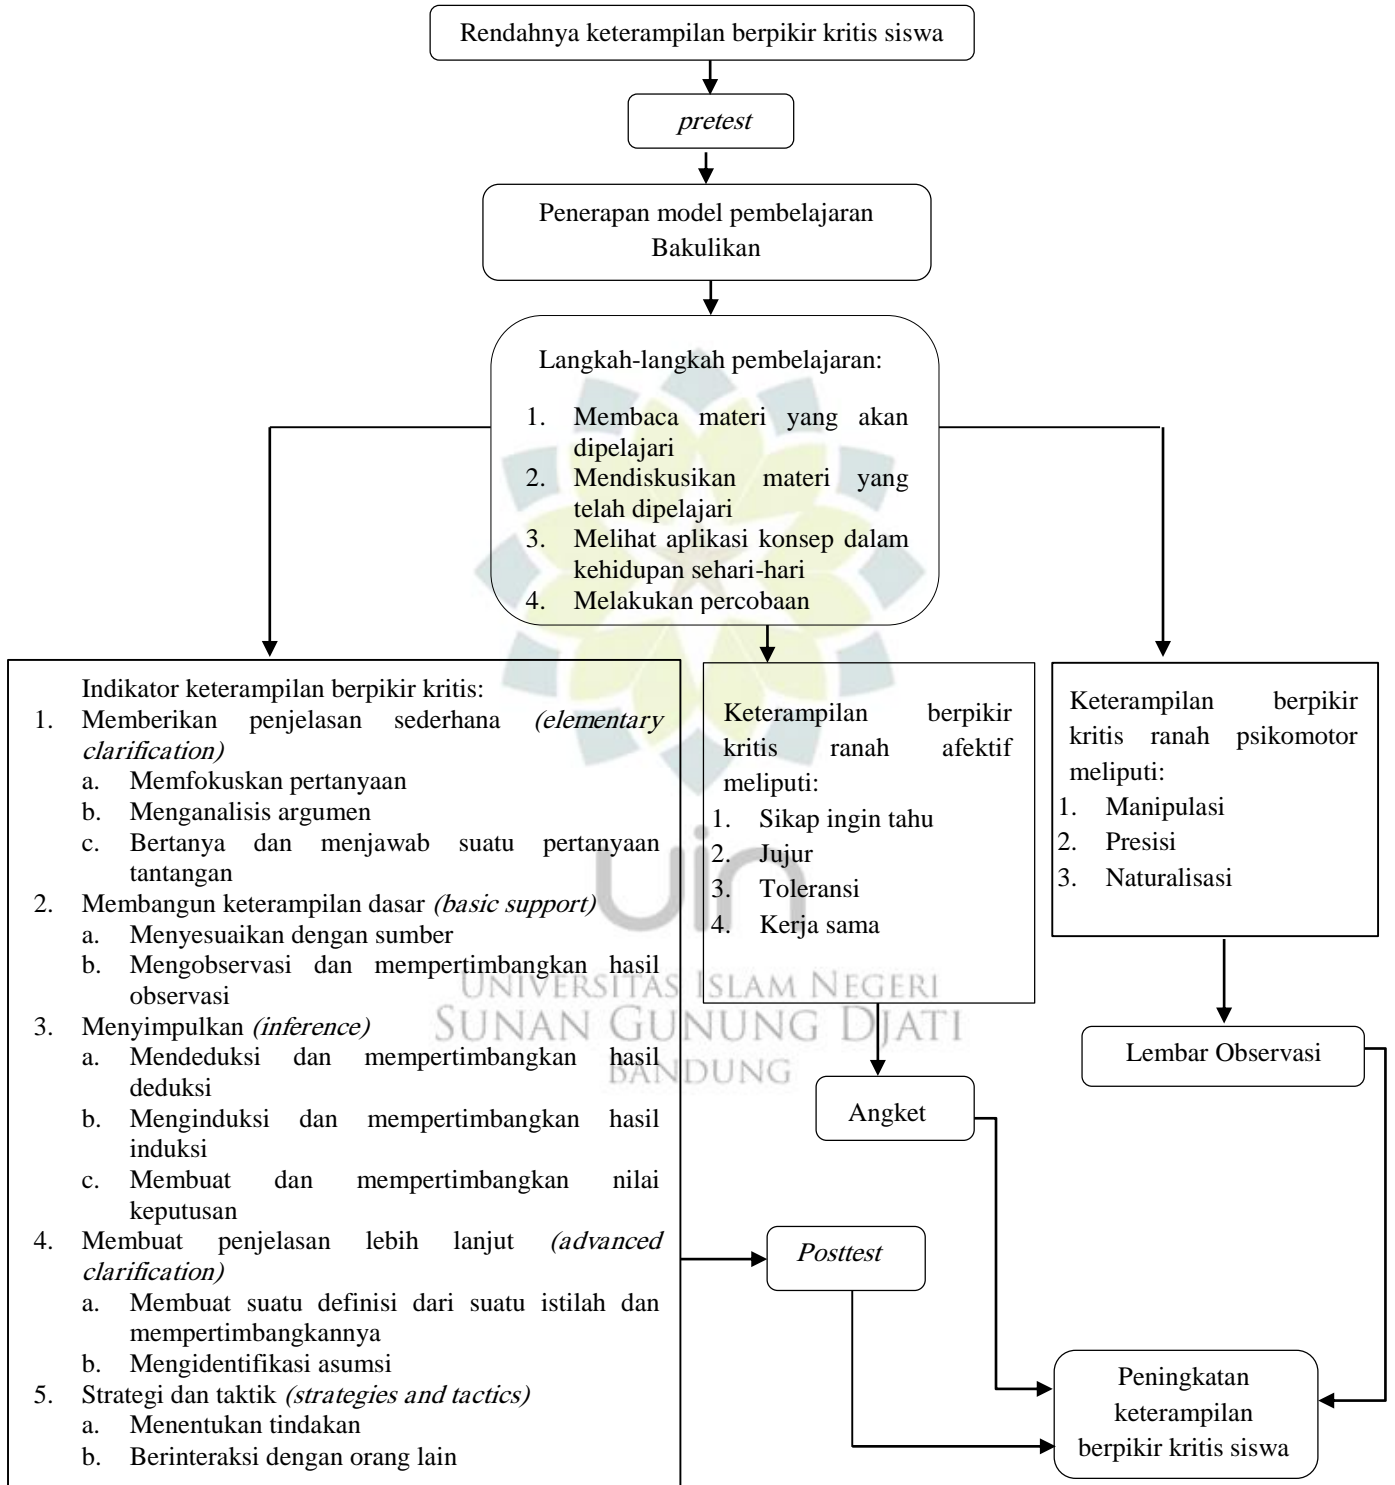 Rendahnya keterampilan berpikir kritis siswa
pretest
Penerapan model pembelajaran
Bakulikan
Langkah-langkah pembelajaran:
1. Membaca materi yang akan
dipelajari
2. Mendiskusikan materi yang
telah dipelajari
3. Melihat aplikasi konsep dalam
kehidupan sehari-hari
4. Melakukan percobaan
Indikator keterampilan berpikir kritis:
1. Memberikan penjelasan sederhana (elementary
clarification)
a. Memfokuskan pertanyaan
b. Menganalisis argumen
c. Bertanya dan menjawab suatu pertanyaan
tantangan
2. Membangun keterampilan dasar (basic support)
a. Menyesuaikan dengan sumber
b. Mengobservasi dan mempertimbangkan hasil
observasi
3. Menyimpulkan (inference)
a. Mendeduksi dan mempertimbangkan hasil
deduksi
b. Menginduksi dan mempertimbangkan hasil
induksi
c. Membuat dan mempertimbangkan nilai
keputusan
4. Membuat penjelasan lebih lanjut (advanced
clarification)
a. Membuat suatu definisi dari suatu istilah dan
mempertimbangkannya
b. Mengidentifikasi asumsi
5. Strategi dan taktik (strategies and tactics)
a. Menentukan tindakan
b. Berinteraksi dengan orang lain
Keterampilan berpikir
kritis ranah afektif
meliputi:
1. Sikap ingin tahu
2. Jujur
3. Toleransi
4. Kerja sama
Keterampilan berpikir
kritis ranah psikomotor
meliputi:
1. Manipulasi
2. Presisi
3. Naturalisasi
uin
UNIVERSITAS ISLAM NEGERI
SUNAN GUNUNG DJATI
BANDUNG
Lembar Observasi
Angket
Posttest
Peningkatan
keterampilan
berpikir kritis siswa